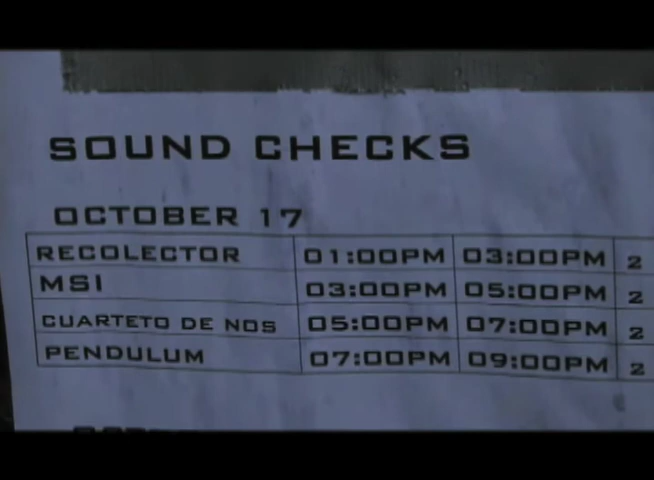 SOUND CHECKS
OCTOBER 17
RECOLECTOR 01:00PM 03:00PM 2
MSI 03:00PM 05:00PM 2
CUARTETO DE NOS 05:00PM 07:00PM 2
PENDULUM 07:00PM 09:00PM 2